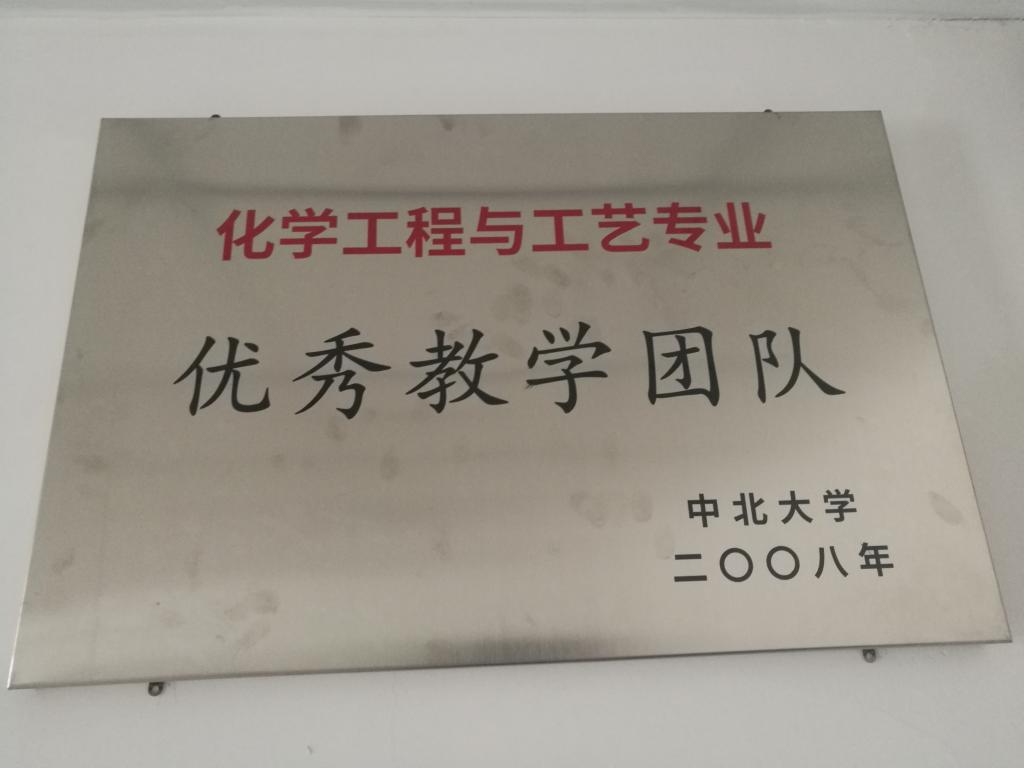 化学工程与工艺专业
优秀教学团队
中北大学
二〇〇八年